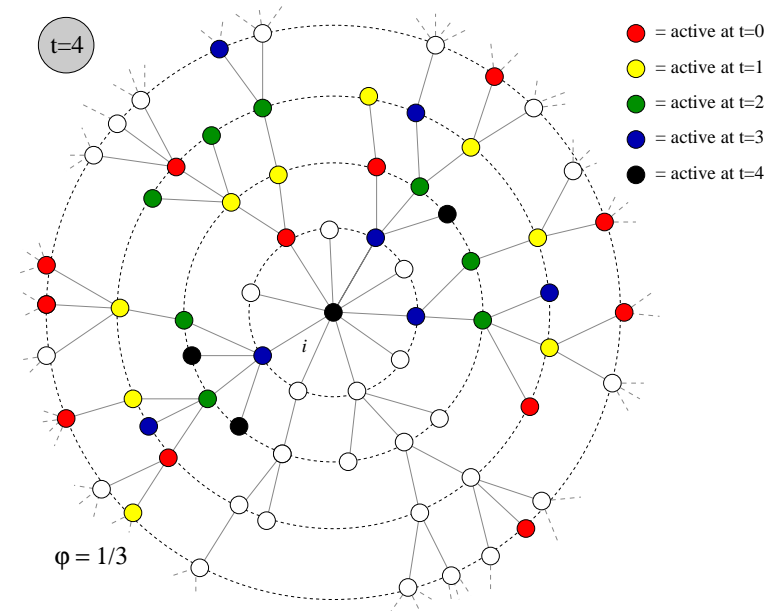 t=4
= active at t=0
= active at t=1
= active at t=2
= active at t=3
= active at t=4
i
φ = 1/3